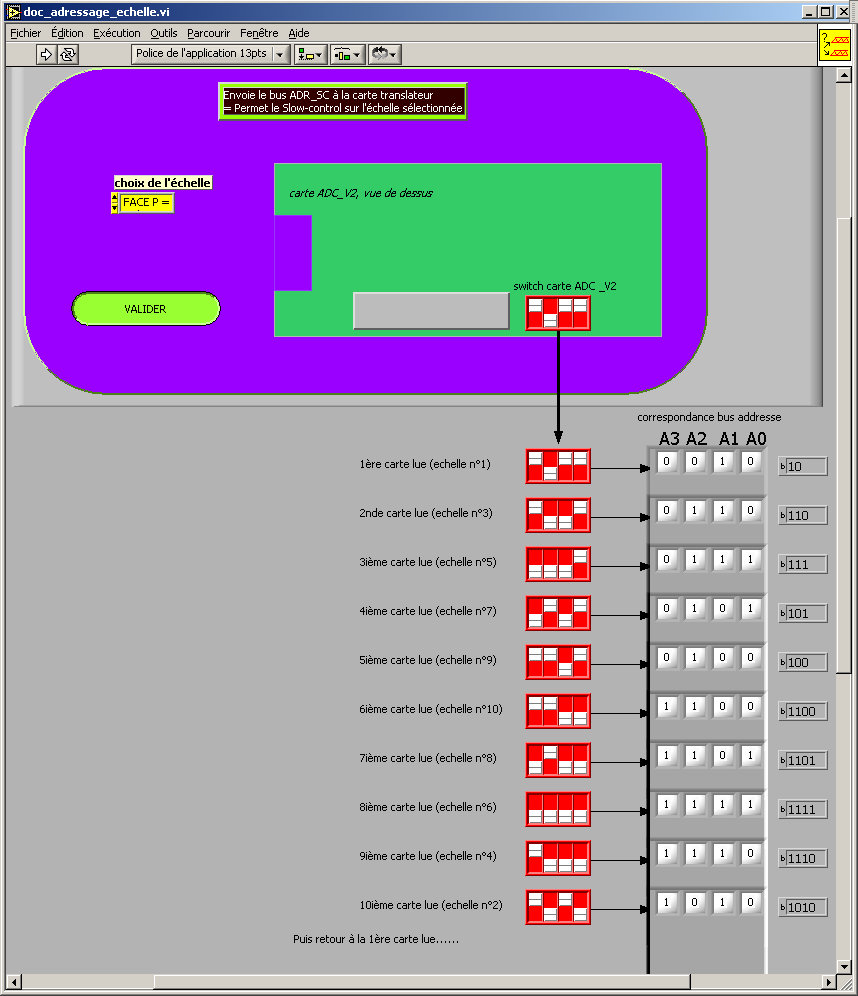 doc_adressage_echelle.vi
Fichier Édition Exécution Outils Parcourir Fenêtre Aide
Police de l'application 13pts
Envoie le bus ADR_SC à la carte translateur
= Permet le Slow-control sur l'échelle sélectionnée
choix de l'échelle
FACE P =
carte ADC_V2, vue de dessus
switch carte ADC _V2
VALIDER
correspondance bus addresse
A3 A2 A1 A0
1ère carte lue (echelle n°1) 0 0 1 0 b 10
2nde carte lue (echelle n°3) 0 1 1 0 b 110
3ième carte lue (echelle n°5) 0 1 1 1 b 111
4ième carte lue (echelle n°7) 0 1 0 1 b 101
5ième carte lue (echelle n°9) 0 1 0 0 b 100
6ième carte lue (echelle n°10) 1 1 0 0 b 1100
7ième carte lue (echelle n°8) 1 1 0 1 b 1101
8ième carte lue (echelle n°6) 1 1 1 1 b 1111
9ième carte lue (echelle n°4) 1 1 1 0 b 1110
10ième carte lue (echelle n°2) 1 0 1 0 b 1010
Puis retour à la 1ère carte lue......